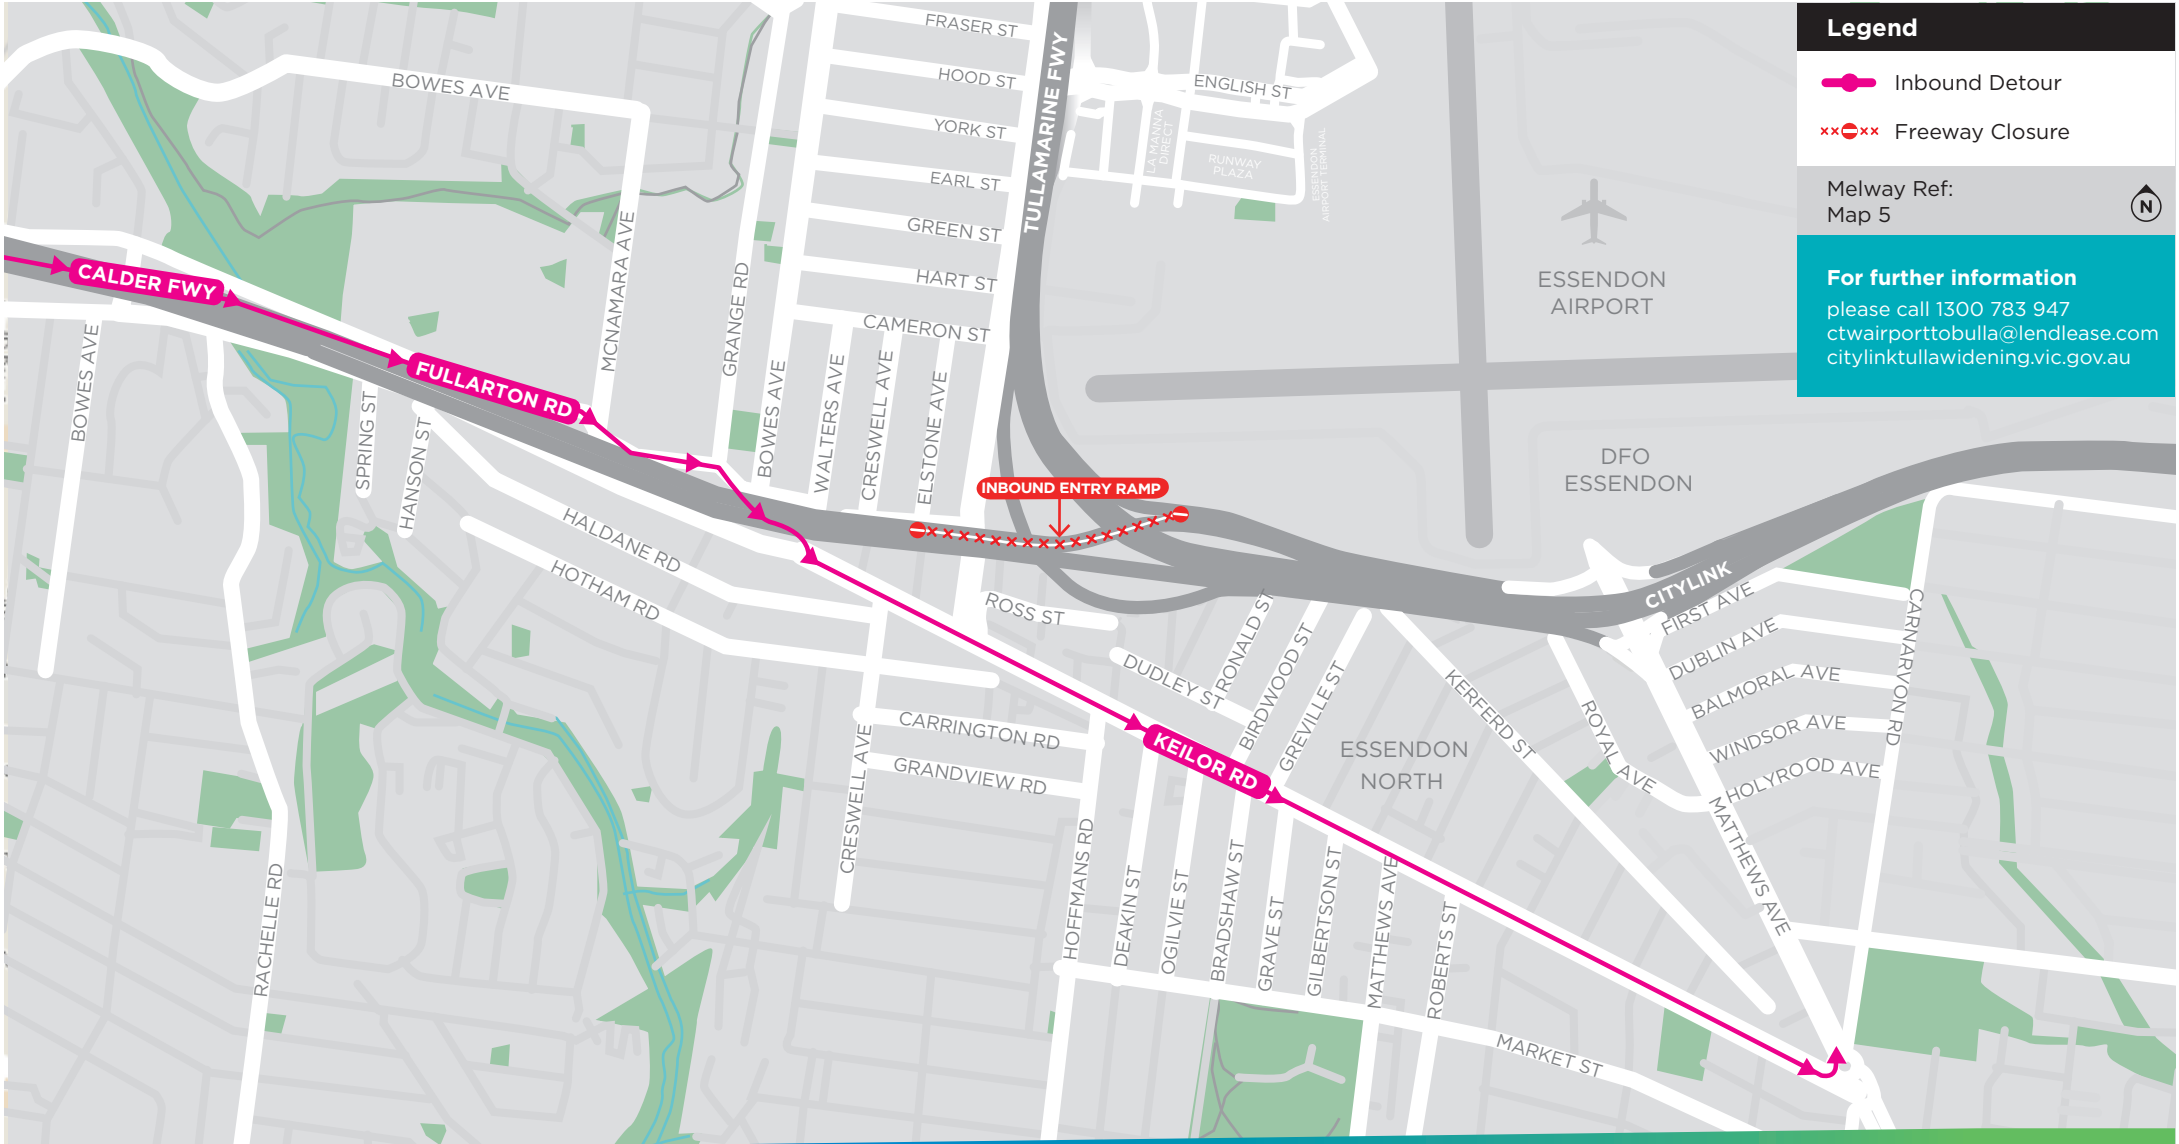 Legend
Inbound Detour
Freeway Closure
Melway Ref:
Map 5
N
For further information
please call 1300 783 947
ctwairporttobulla@lendlease.com
citylinktullawidening.vic.gov.au
FRASER ST
HOOD ST
YORK ST
EARL ST
GREEN ST
HART ST
CAMERON ST
TULLAMARINE FWY
ENGLISH ST
LA MANNA
DIRECT
RUNWAY
PLAZA
ESSENDON
AIRPORT TERMINAL
ESSENDON
AIRPORT
DFO
ESSENDON
BOWES AVE
MCNAMARA AVE
GRANGE RD
BOWES AVE
WALTERS AVE
CRESWELL AVE
ELSTONE AVE
CALDER FWY
FULLARTON RD
BOWES AVE
SPRING ST
HANSON ST
HALDANE RD
HOTHAM RD
INBOUND ENTRY RAMP
ROSS ST
DUDLEY ST
RONALD ST
BIRDWOOD ST
GREVILLE ST
KEILOR RD
ESSENDON
NORTH
KERFERD ST
ROYAL AVE
CITYLINK
FIRST AVE
DUBLIN AVE
BALMORAL AVE
WINDSOR AVE
HOLYROOD AVE
CARNARVON RD
MATTHEWS AVE
CARRINGTON RD
GRANDVIEW RD
CRESWELL AVE
RACHELLE RD
HOFFMANS RD
DEAKIN ST
OGILVIE ST
BRADSHAW ST
GRAVE ST
GILBERTSON ST
MATTHEWS AVE
ROBERTS ST
MARKET ST